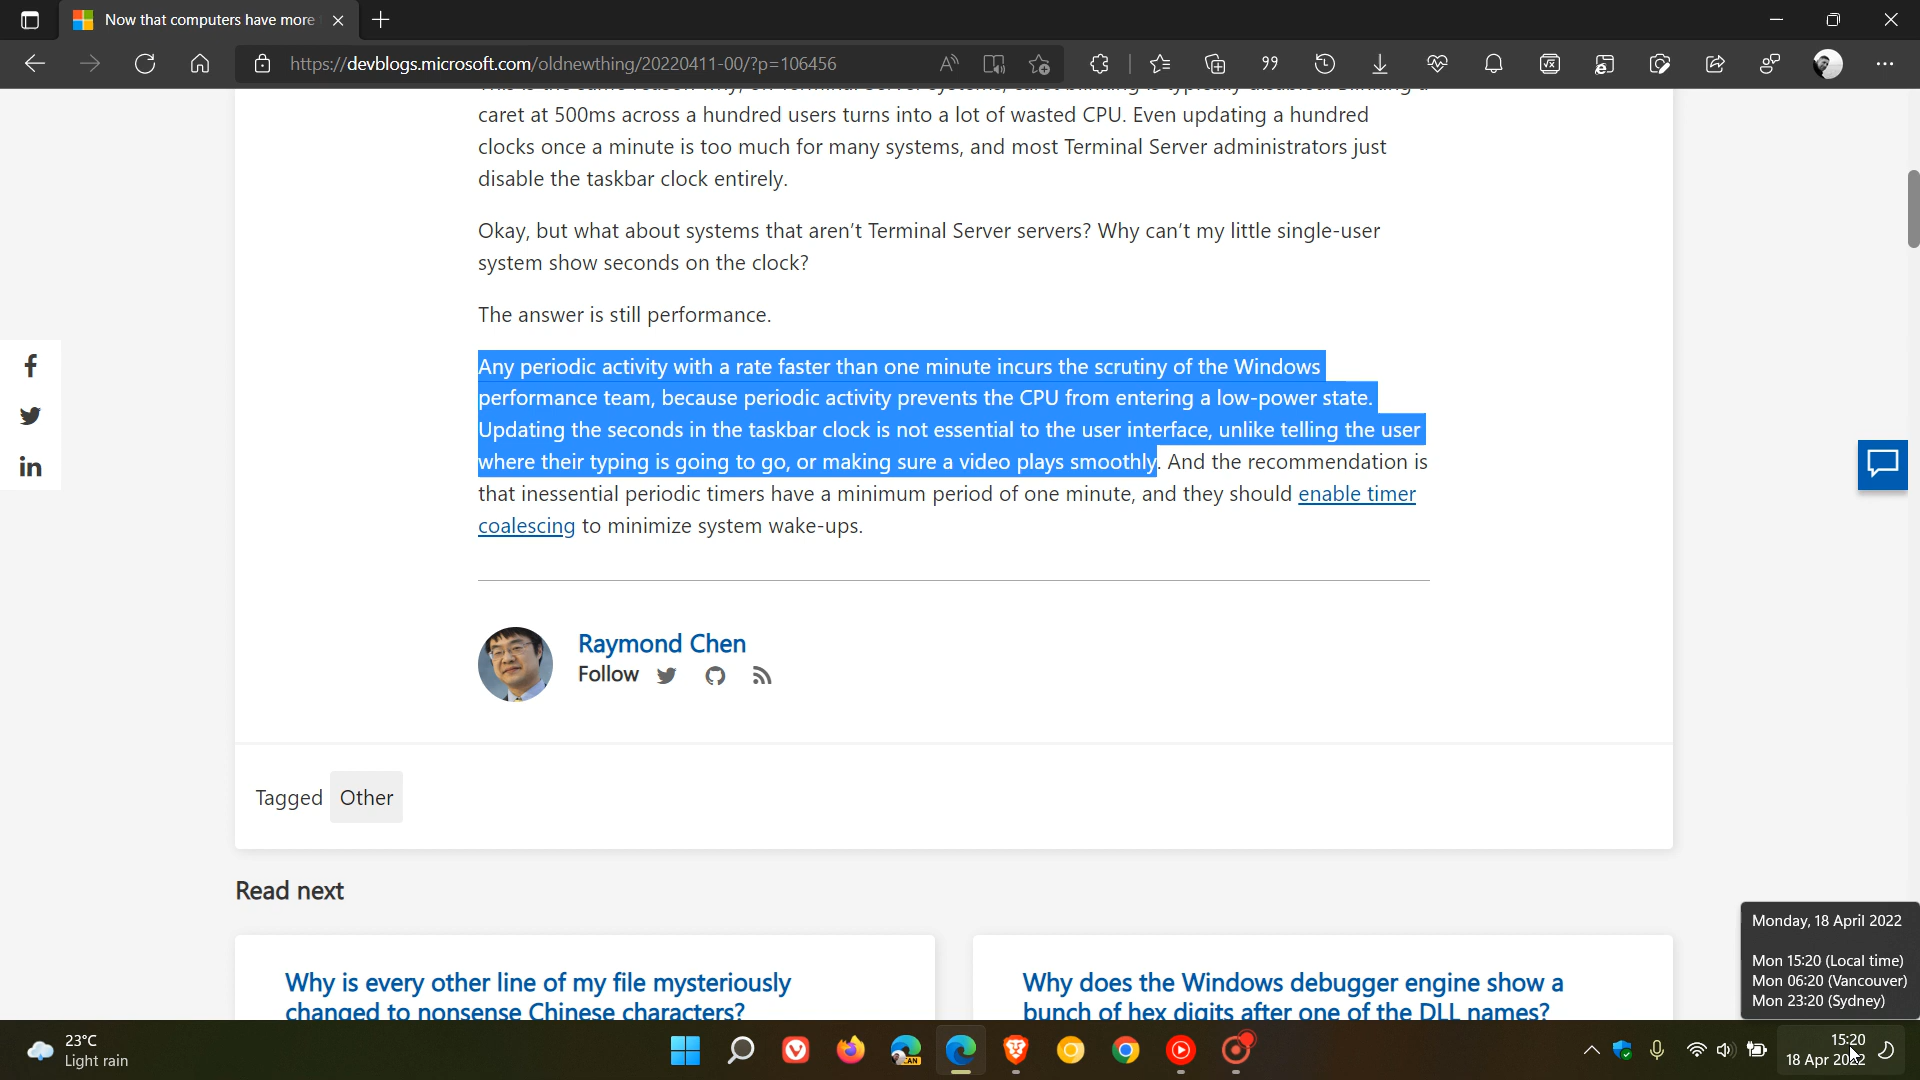 Now that computers have more
https://devblogs.microsoft.com/oldnewthing/20220411-00/?p=106456
caret at 500ms across a hundred users turns into a lot of wasted CPU. Even updating a hundred
clocks once a minute is too much for many systems, and most Terminal Server administrators just
disable the taskbar clock entirely.
Okay, but what about systems that aren't Terminal Server servers? Why can't my little single-user
system show seconds on the clock?
The answer is still performance.
Any periodic activity with a rate faster than one minute incurs the scrutiny of the Windows
performance team, because periodic activity prevents the CPU from entering a low-power state.
Updating the seconds in the taskbar clock is not essential to the user interface, unlike telling the user
where their typing is going to go, or making sure a video plays smoothly. And the recommendation is
that inessential periodic timers have a minimum period of one minute, and they should enable timer
coalescing to minimize system wake-ups.
Raymond Chen
Follow
Tagged Other
Read next
Why is every other line of my file mysteriously
changed to nonsense Chinese characters?
Why does the Windows debugger engine show a
bunch of hex digits after one of the DLL names?
Monday, 18 April 2022
Mon 15:20 (Local time)
Mon 06:20 (Vancouver)
Mon 23:20 (Sydney)
23°C
Light rain
CAN
15:20
18 Apr 2022